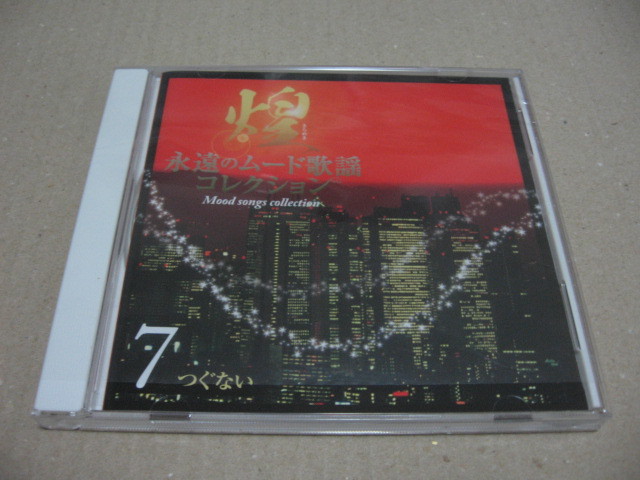 煌
永遠のムード歌謡
コレクション
Mood songs collection
7 つぐない